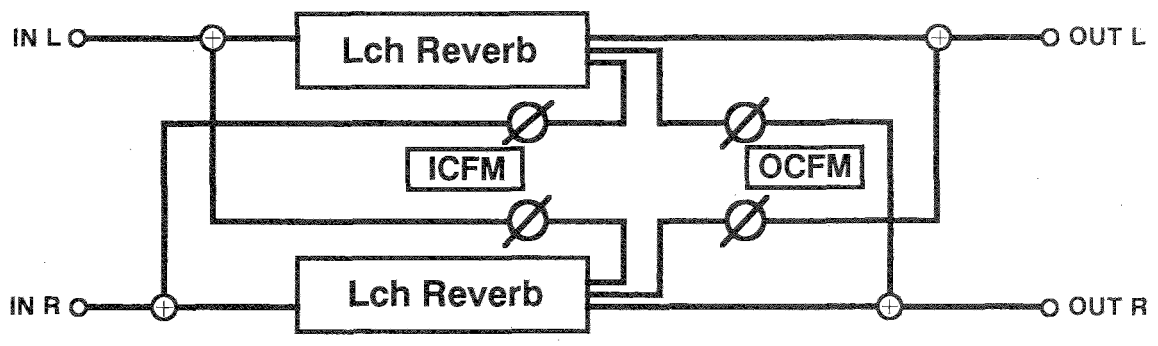 IN L
Lch Reverb
OUT L
ICFM
OCFM
IN R
Lch Reverb
OUT R